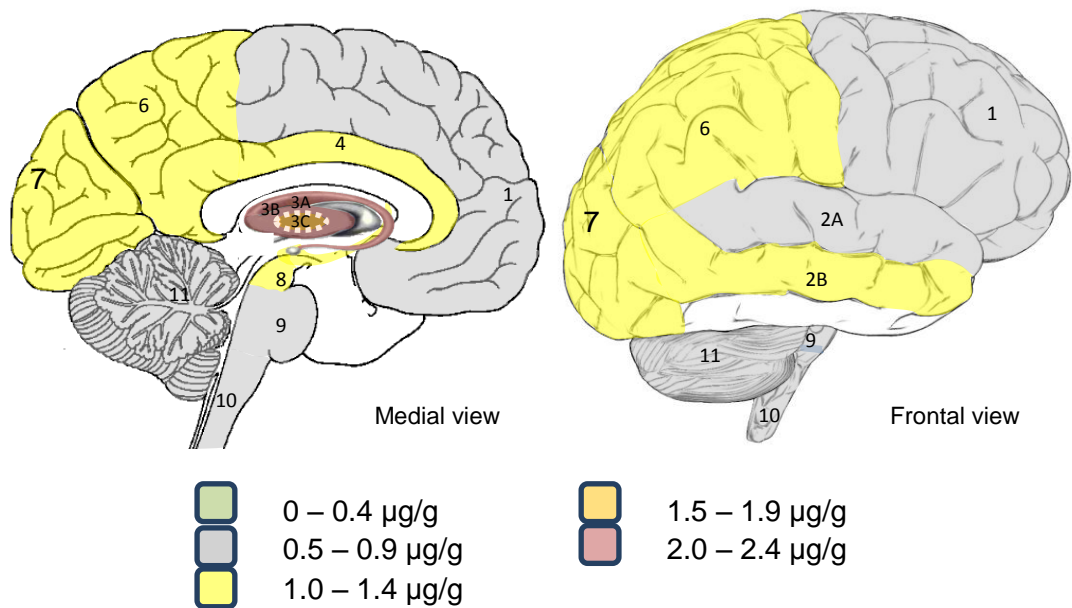 6
7
4
1
3A
3B
3C
8
11
9
10
Medial view
1
6
2A
7
2B
9
11
10
Frontal view
0 – 0.4 µg/g
0.5 – 0.9 µg/g
1.0 – 1.4 µg/g
1.5 – 1.9 µg/g
2.0 – 2.4 µg/g